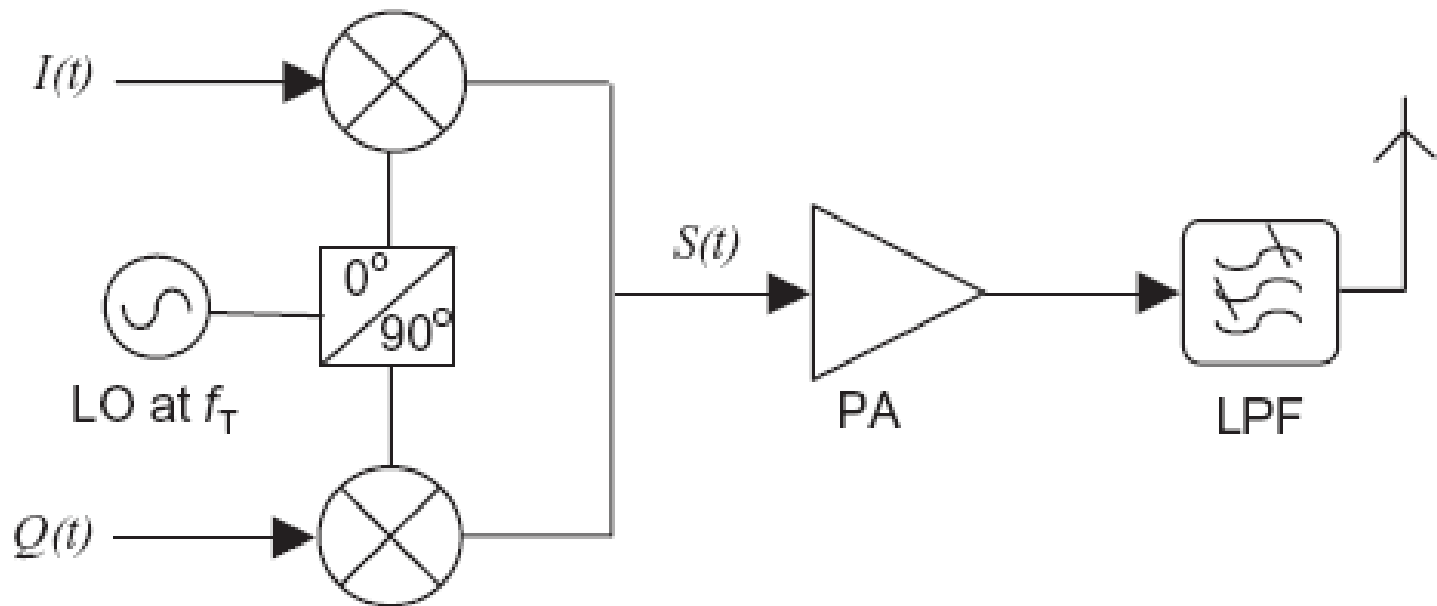 I(t)
0°
90°
LO at fT
Q(t)
S(t)
PA
LPF